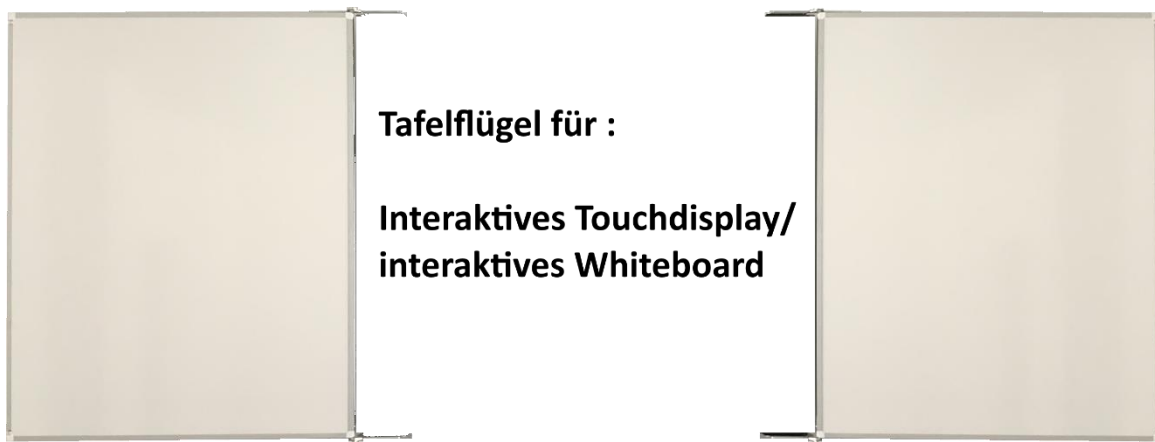 Tafelflügel für :
Interaktives Touchdisplay/
interaktives Whiteboard